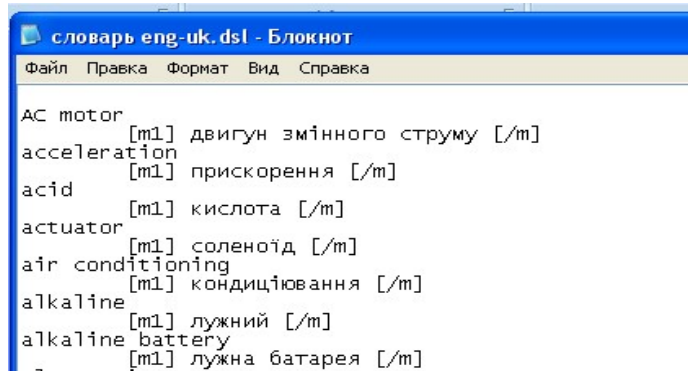 словарь eng-uk.dsl - Блокнот
Файл Правка Формат Вид Справка
AC motor
[m1] двигун змінного струму [/m]
acceleration
[m1] прискорення [/m]
acid
[m1] кислота [/m]
actuator
[m1] соленоїд [/m]
air conditioning
[m1] кондиціювання [/m]
alkaline
[m1] лужний [/m]
alkaline battery
[m1] лужна батарея [/m]